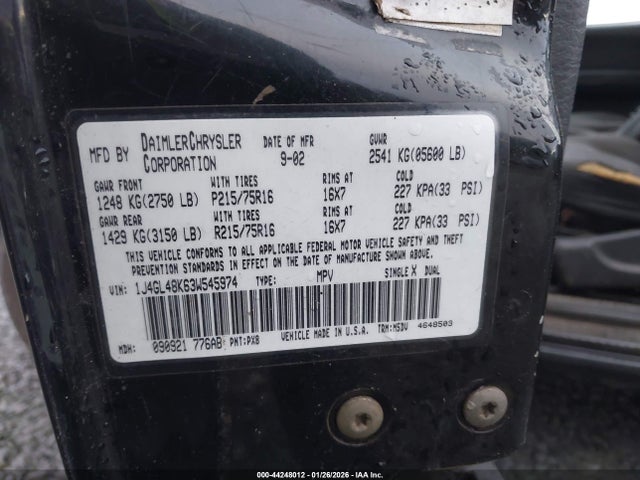 MFD BY DAIMLERCHRYSLER CORPORATION DATE OF MFR 9-02 GVWR 2541 KG(05600 LB)
GAWR FRONT WITH TIRES RIMS AT COLD
1248 KG(2750 LB) P215/75R16 16X7 227 KPA(33 PSI)
GAWR REAR WITH TIRES RIMS AT COLD
1429 KG(3150 LB) R215/75R16 16X7 227 KPA(33 PSI)
THIS VEHICLE CONFORMS TO ALL APPLICABLE FEDERAL MOTOR VEHICLE SAFETY AND THEFT
PREVENTION STANDARDS IN EFFECT ON THE DATE OF MANUFACTURE SHOWN ABOVE.
VIN: 1J4GL48K63W545974 TYPE: MPV SINGLE X DUAL
MDH: 090921 776AB PNT:PX8 VEHICLE MADE IN U.S.A. TRM:M5DV 4648503
000-44248012 - 01/26/2026 - IAA Inc.